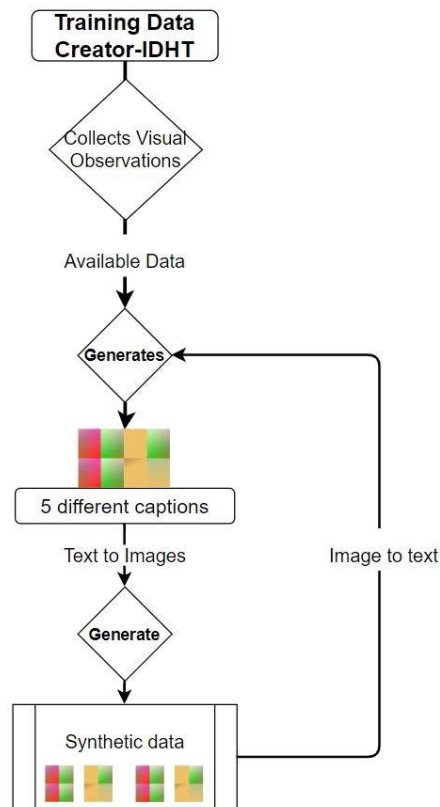 Training Data
Creator-IDHT
Collects Visual
Observations
Available Data
Generates
5 different captions
Text to Images
Image to text
Generate
Synthetic data